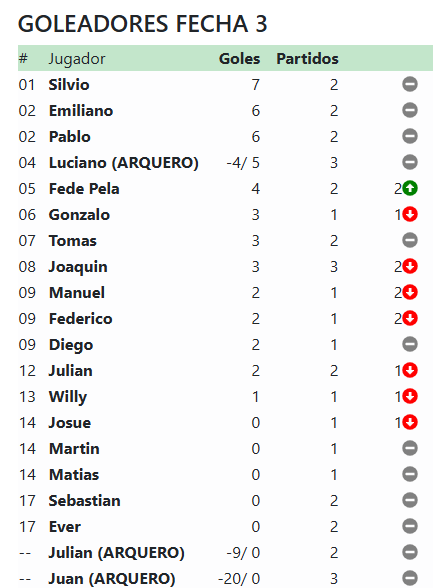 GOLEADORES FECHA 3
# Jugador Goles Partidos
01 Silvio 7 2
02 Emiliano 6 2
02 Pablo 6 2
04 Luciano (ARQUERO) -4/ 5 3
05 Fede Pela 4 2 2
06 Gonzalo 3 1 1
07 Tomas 3 2
08 Joaquin 3 3 2
09 Manuel 2 1 2
09 Federico 2 1 2
09 Diego 2 1
12 Julian 2 2 1
13 Willy 1 1 1
14 Josue 0 1 1
14 Martin 0 1
14 Matias 0 1
17 Sebastian 0 2
17 Ever 0 2
-- Julian (ARQUERO) -9/ 0 2
-- Juan (ARQUERO) -20/ 0 3